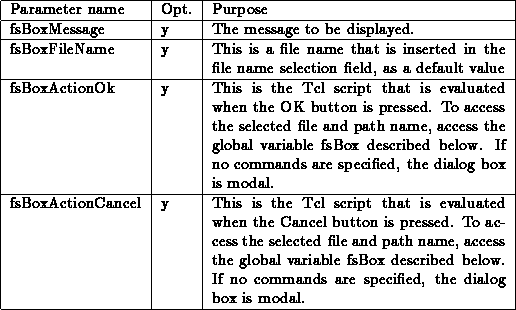 Parameter name Opt. Purpose
fsBoxMessage y The message to be displayed.
fsBoxFileName y This is a file name that is inserted in the
file name selection field, as a default value
fsBoxActionOk y This is the Tcl script that is evaluated
when the OK button is pressed. To access
the selected file and path name, access the
global variable fsBox described below. If
no commands are specified, the dialog box
is modal.
fsBoxActionCancel y This is the Tcl script that is evaluated
when the Cancel button is pressed. To ac-
cess the selected file and path name, access
the global variable fsBox described below.
If no commands are specified, the dialog
box is modal.